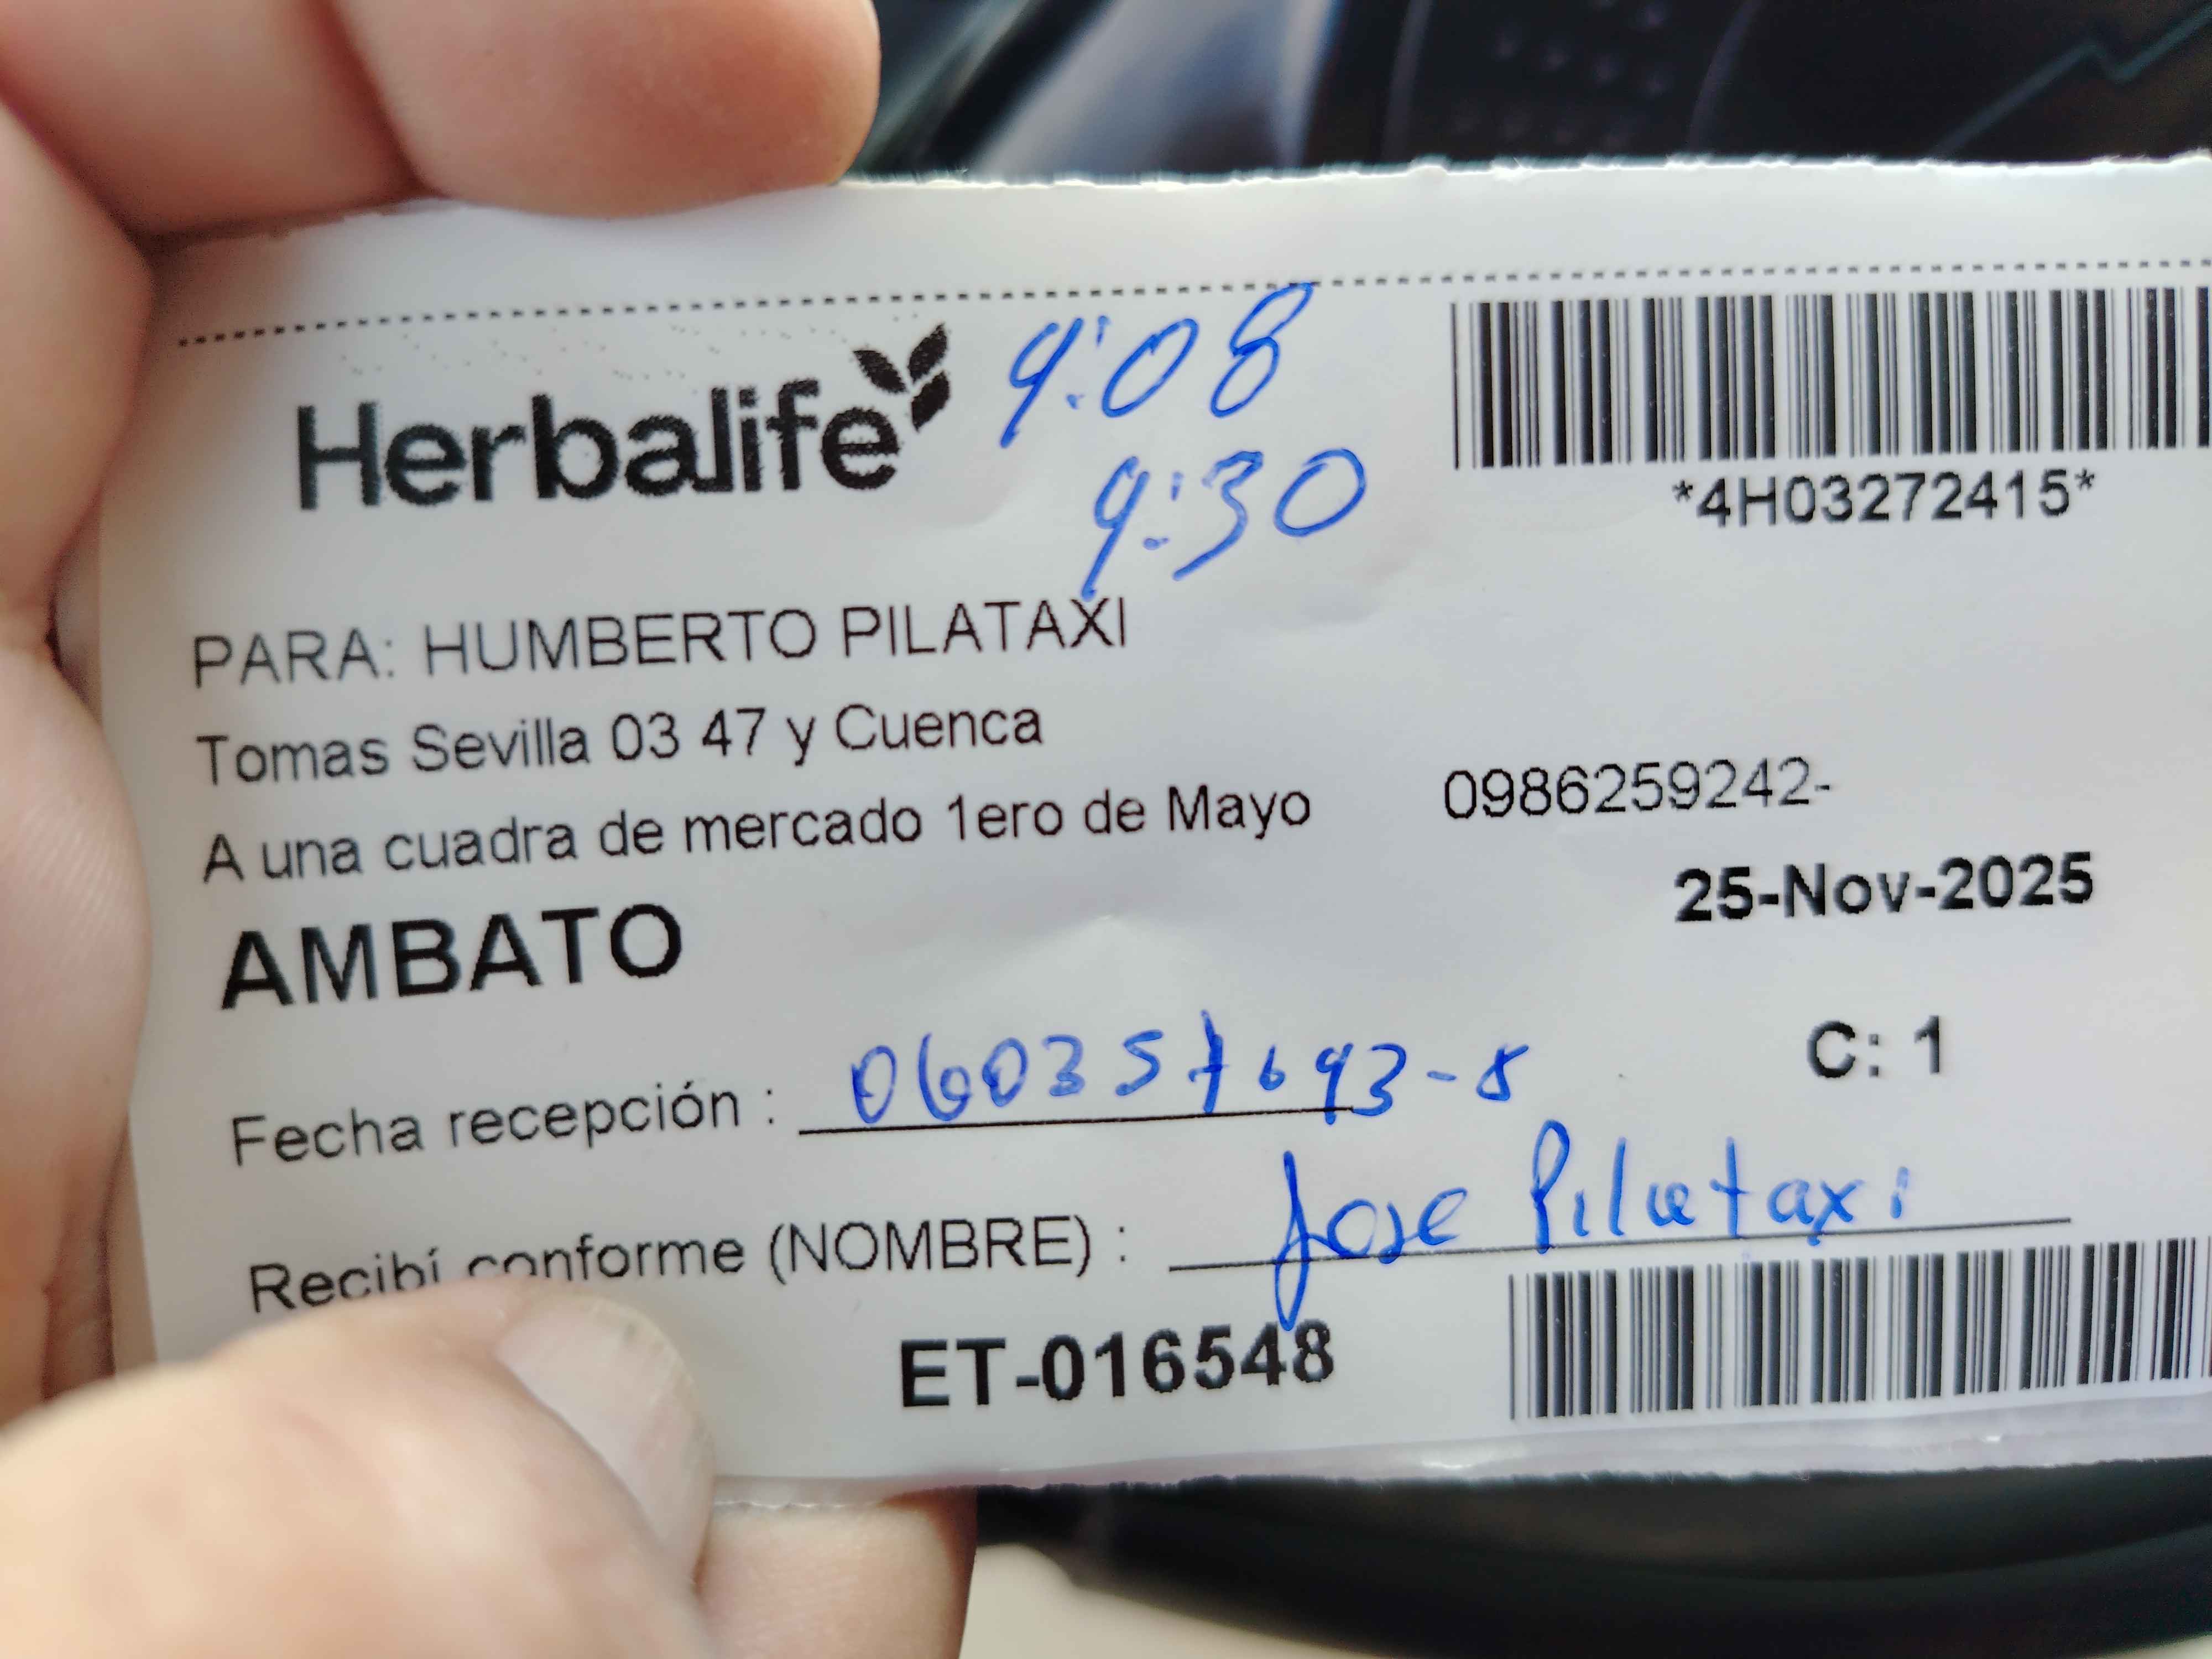 Herbalife
9:08
9:30
*4H03272415*
PARA: HUMBERTO PILATAXI
Tomas Sevilla 03 47 y Cuenca
A una cuadra de mercado 1ero de Mayo 0986259242-
25-Nov-2025
AMBATO
C: 1
Fecha recepción : 060357693-8
Recibí conforme (NOMBRE) : Jose Pilataxi
ET-016548